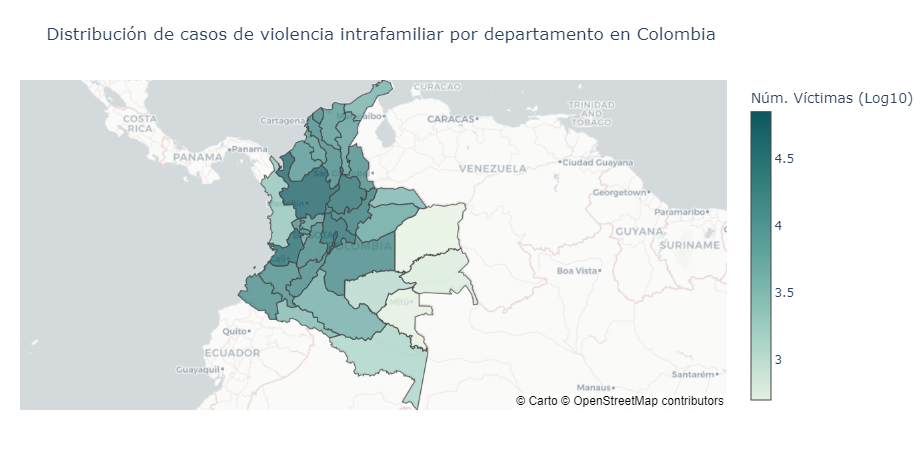 Distribución de casos de violencia intrafamiliar por departamento en Colombia
Núm. Víctimas (Log10)
4.5
4
3.5
3
CURACAO
COSTA
RICA
TRINIDAD
AND
TOBAGO
Cartagena
CARACAS
PANAMA
Panama
VENEZUELA
Ciudad Guayana
Georgetown
Paramaribo
GUYANA
SURINAME
COLOMBIA
Boa Vista
Mitú
Quito
ECUADOR
Guayaquil
Manaus
Santarém
© Carto © OpenStreetMap contributors